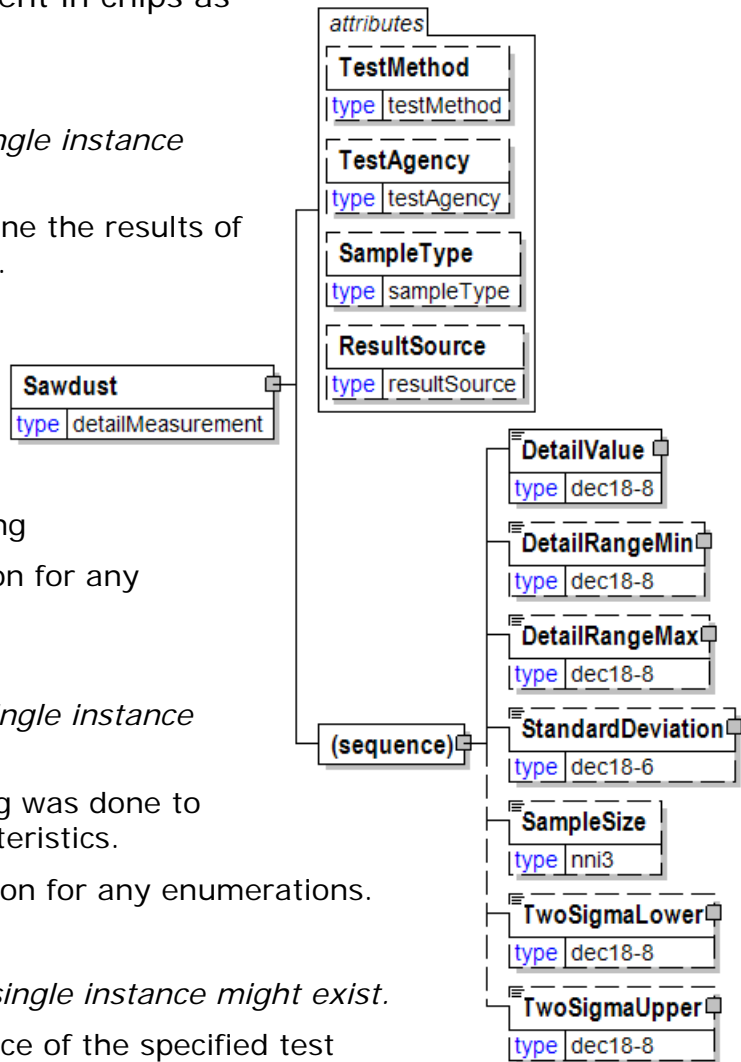 ent in chips as
ngle instance
ne the results of
.
ng
on for any
ingle instance
g was done to
teristics.
on for any enumerations.
single instance might exist.
ce of the specified test
attributes
TestMethod
type testMethod
TestAgency
type testAgency
SampleType
type sampleType
ResultSource
type resultSource
Sawdust
type detailMeasurement
(sequence)
DetailValue
type dec18-8
DetailRangeMin
type dec18-8
DetailRangeMax
type dec18-8
StandardDeviation
type dec18-6
SampleSize
type nni3
TwoSigmaLower
type dec18-8
TwoSigmaUpper
type dec18-8